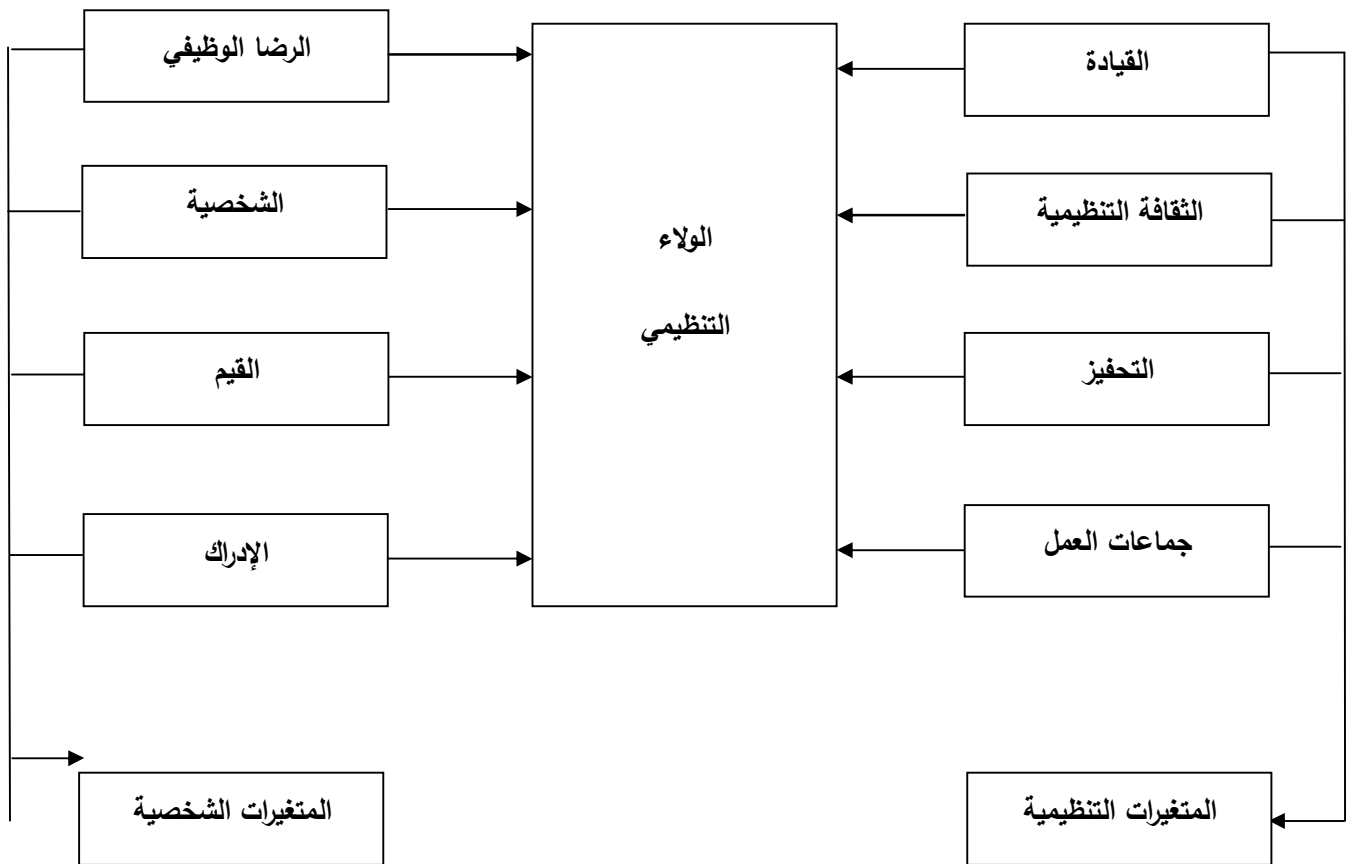 القيادة
الرضا الوظيفي
الثقافة التنظيمية
الشخصية
الولاء
التنظيمي
التحفيز
القيم
جماعات العمل
الإدراك
المتغيرات التنظيمية
المتغيرات الشخصية